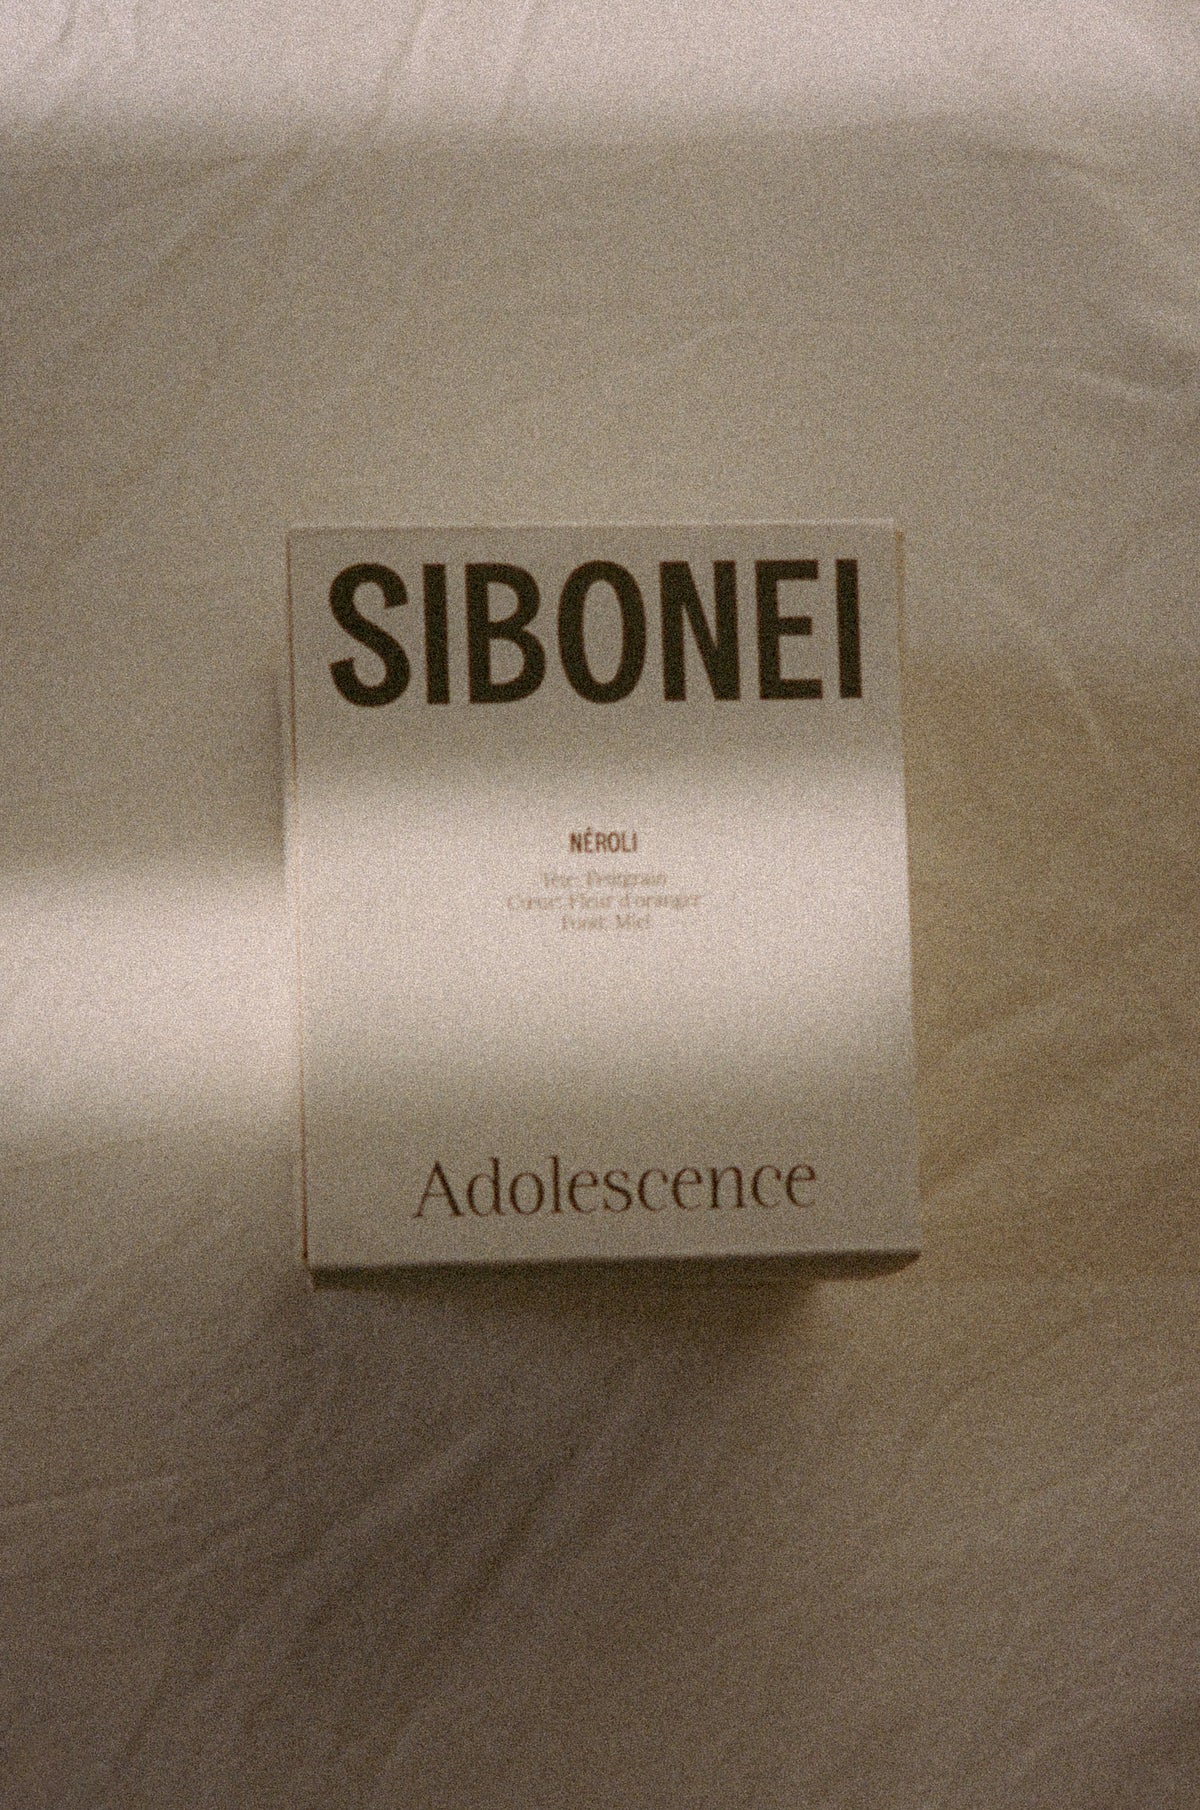 SIBONEI
NÉROLI
Tête: Petitgrain
Cœur: Fleur d'oranger
Fond: Miel
Adolescence